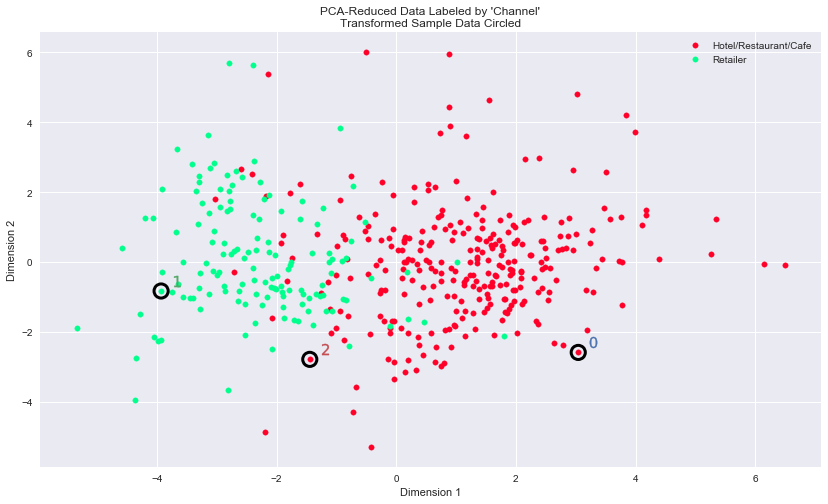 PCA-Reduced Data Labeled by 'Channel'
Transformed Sample Data Circled
Hotel/Restaurant/Cafe
Retailer
6
4
2
0
−2
−4
Dimension 2
1
2
0
−4
−2
0
2
4
6
Dimension 1